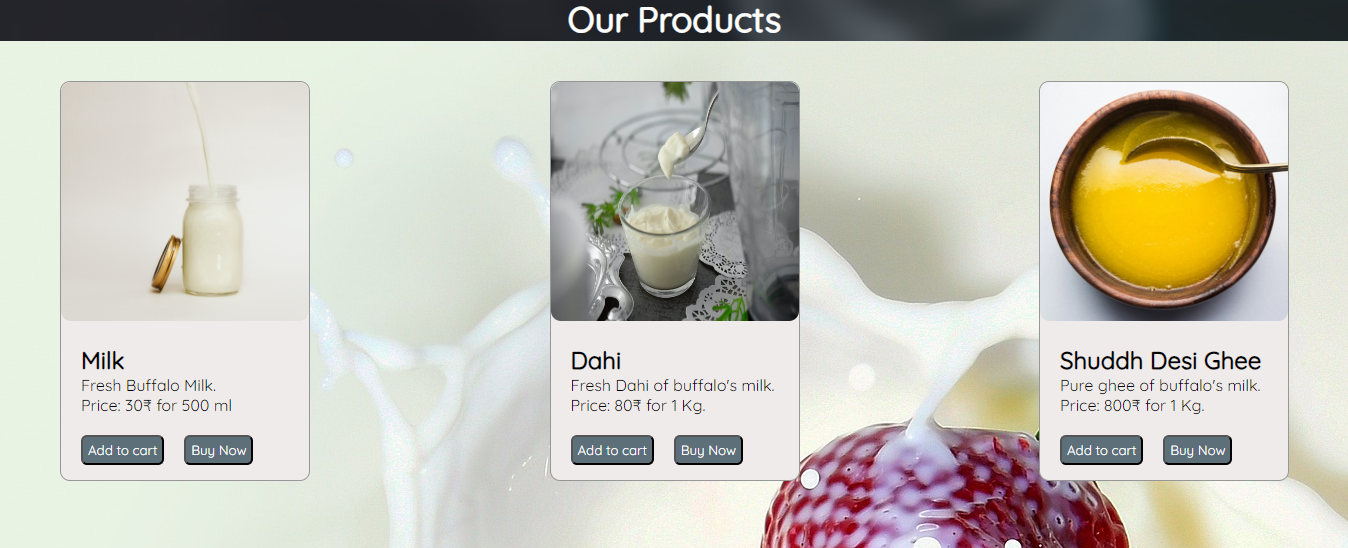 Our Products
Milk
Fresh Buffalo Milk.
Price: 30₹ for 500 ml
Add to cart
Buy Now
Dahi
Fresh Dahi of buffalo's milk.
Price: 80₹ for 1 Kg.
Add to cart
Buy Now
Shuddh Desi Ghee
Pure ghee of buffalo's milk.
Price: 800₹ for 1 Kg.
Add to cart
Buy Now